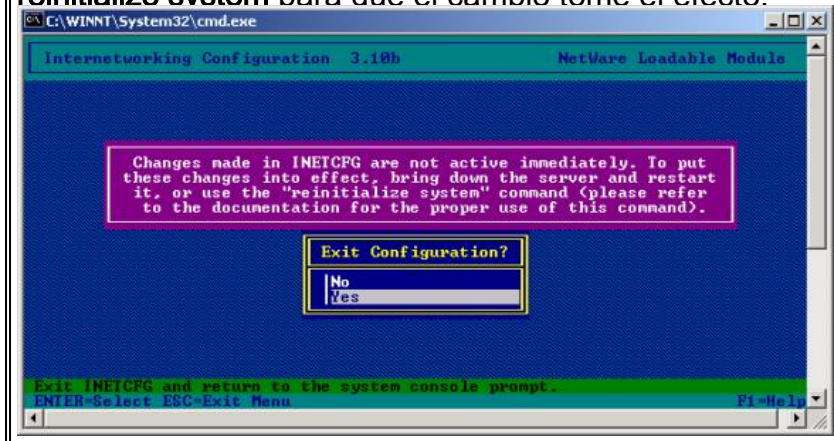 reinitialize system para que el cambio tome el efecto.
C:\WINNT\System32\cmd.exe
Internetworking Configuration 3.10b NetWare Loadable Module
Changes made in INETCFG are not active immediately. To put
these changes into effect, bring down the server and restart
it, or use the "reinitialize system" command (please refer
to the documentation for the proper use of this command).
Exit Configuration?
No
Yes
Exit INETCFG and return to the system console prompt.
ENTER=Select ESC=Exit Menu F1=Help